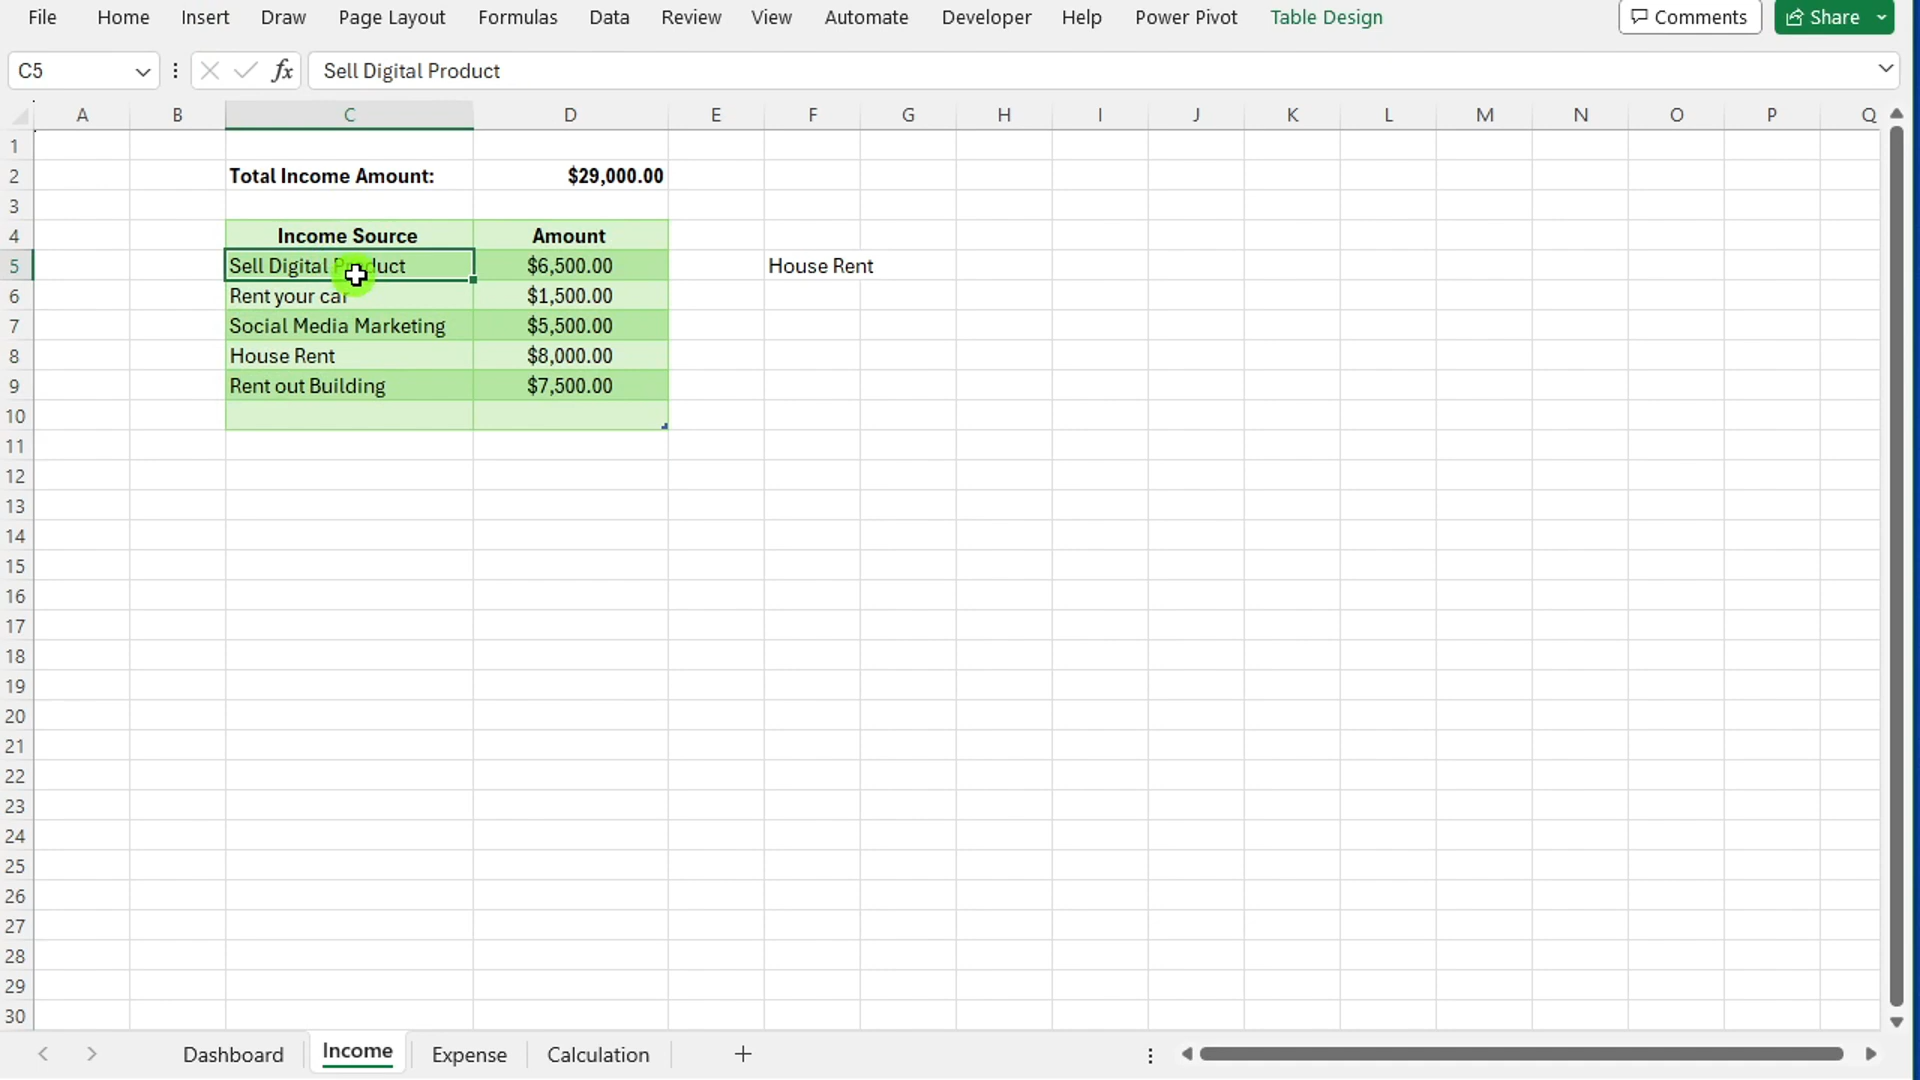 File Home Insert Draw Page Layout Formulas Data Review View Automate Developer Help Power Pivot Table Design Comments Share
C5 fx Sell Digital Product
A B C D E F G H I J K L M N O P Q
1
2 Total Income Amount: $29,000.00
3
4 Income Source Amount
5 Sell Digital Product $6,500.00 House Rent
6 Rent your car $1,500.00
7 Social Media Marketing $5,500.00
8 House Rent $8,000.00
9 Rent out Building $7,500.00
10
11
12
13
14
15
16
17
18
19
20
21
22
23
24
25
26
27
28
29
30
Dashboard Income Expense Calculation